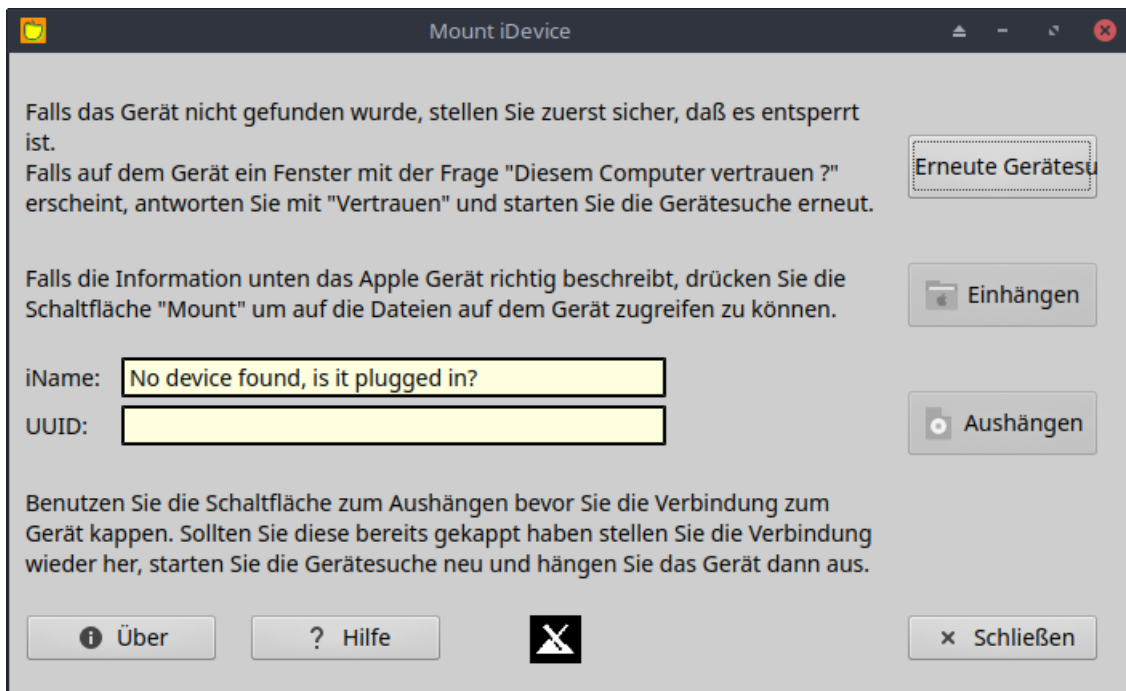 Mount iDevice
Falls das Gerät nicht gefunden wurde, stellen Sie zuerst sicher, daß es entsperrt
ist.
Falls auf dem Gerät ein Fenster mit der Frage "Diesem Computer vertrauen ?"
erscheint, antworten Sie mit "Vertrauen" und starten Sie die Gerätesuche erneut.
Erneute Gerätesu
Falls die Information unten das Apple Gerät richtig beschreibt, drücken Sie die
Schaltfläche "Mount" um auf die Dateien auf dem Gerät zugreifen zu können.
Einhängen
iName: No device found, is it plugged in?
UUID:
Aushängen
Benutzen Sie die Schaltfläche zum Aushängen bevor Sie die Verbindung zum
Gerät kappen. Sollten Sie diese bereits gekappt haben stellen Sie die Verbindung
wieder her, starten Sie die Gerätesuche neu und hängen Sie das Gerät dann aus.
Über
? Hilfe
Schließen